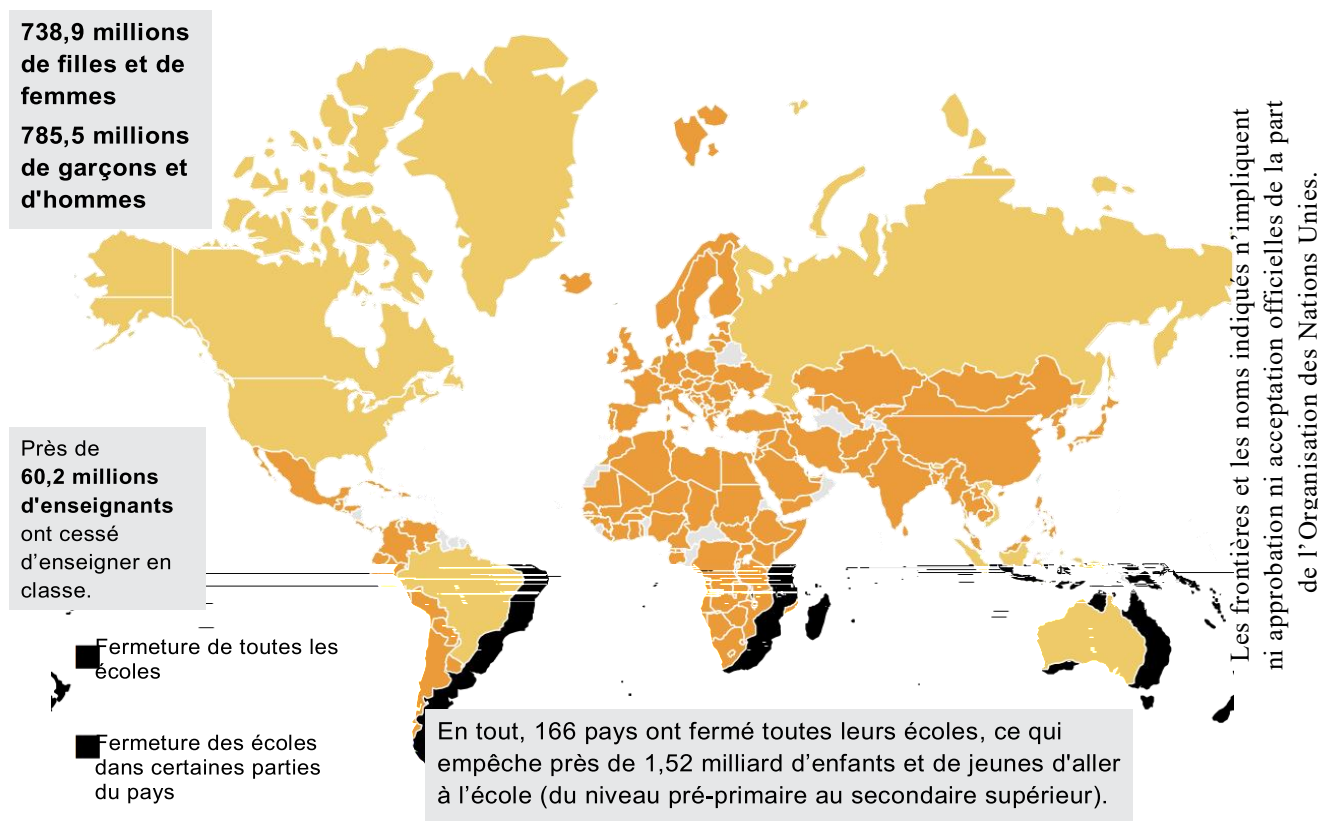 738,9 millions
de filles et de
femmes
785,5 millions
de garçons et
d'hommes
Près de
60,2 millions
d'enseignants
ont cessé
d’enseigner en
classe.
Fermeture de toutes les
écoles
Fermeture des écoles
dans certaines parties
du pays
En tout, 166 pays ont fermé toutes leurs écoles, ce qui
empêche près de 1,52 milliard d’enfants et de jeunes d'aller
à l’école (du niveau pré-primaire au secondaire supérieur).
Les frontières et les noms indiqués n’impliquent
ni approbation ni acceptation officielles de la part
de l’Organisation des Nations Unies.